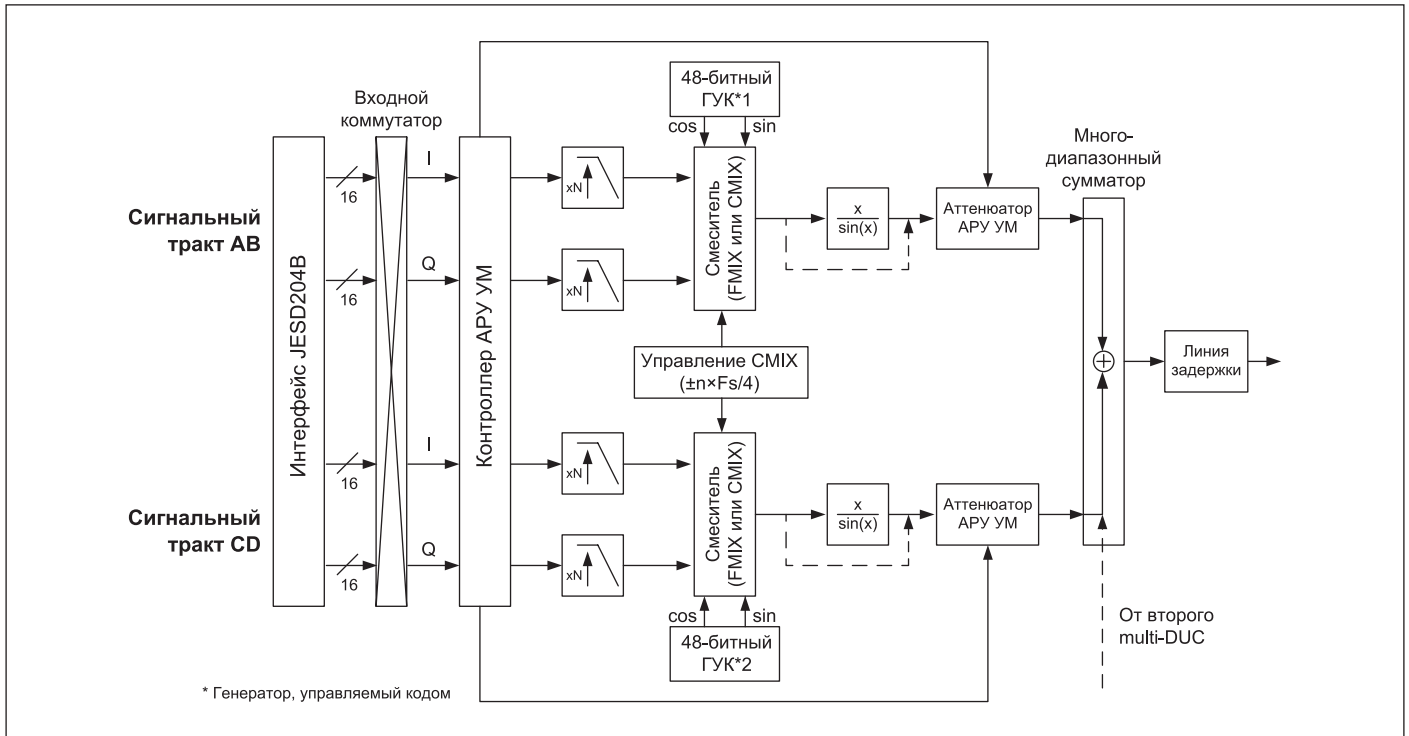 48-битный
ГУК*1
cos
sin
Входной
коммутатор
Много-
диапазонный
сумматор
Сигнальный
тракт AB
Интерфейс JESD204B
16
16
I
Q
Контроллер АРУ УМ
xN
xN
Смеситель
(FMIX или CMIX)
x
sin(x)
Аттенюатор
АРУ УМ
Управление CMIX
(±n×Fs/4)
Линия
задержки
Сигнальный
тракт CD
16
16
I
Q
xN
xN
Смеситель
(FMIX или CMIX)
x
sin(x)
Аттенюатор
АРУ УМ
cos
sin
48-битный
ГУК*2
От второго
multi-DUC
* Генератор, управляемый кодом